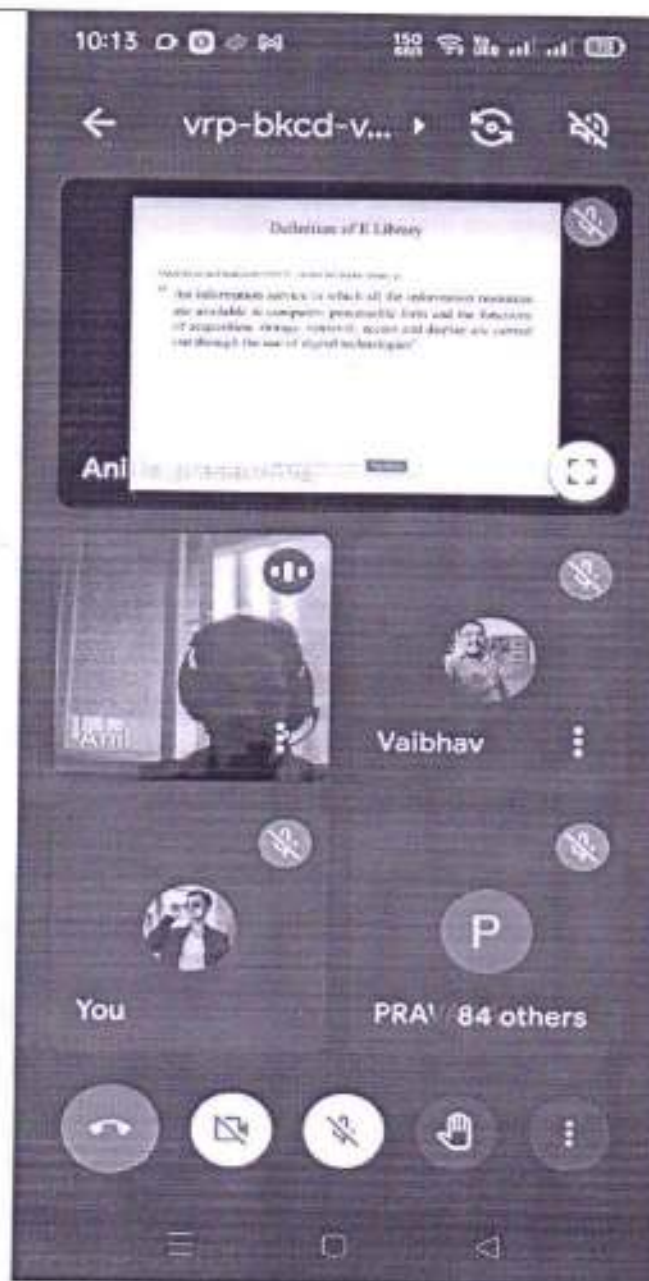 10:13
vrp-bkcd-v...
Definition of E Library
" An information service in which all the information resources
are available in computer processable form and the functions
of acquisition, storage, retrieval, access and display are carried
out through the use of digital technologies"
Ani
Anil
Vaibhav
You
P
PRA 84 others